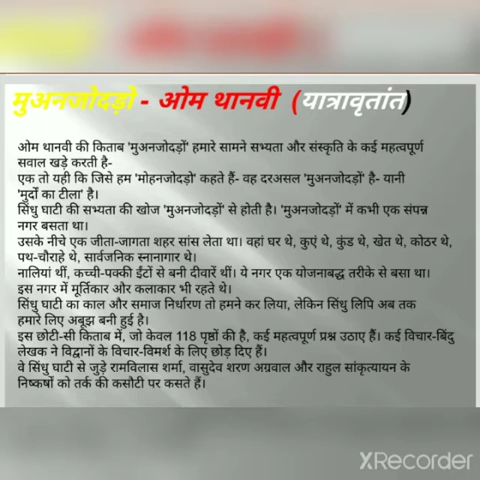 मुअनजोदड़ो - ओम थानवी (यात्रावृतांत)
ओम थानवी की किताब 'मुअनजोदड़ों' हमारे सामने सभ्यता और संस्कृति के कई महत्वपूर्ण
सवाल खड़े करती है-
एक तो यही कि जिसे हम 'मोहनजोदड़ो' कहते हैं- वह दरअसल 'मुअनजोदड़ो' है- यानी
'मुर्दों का टीला' है।
सिंधु घाटी की सभ्यता की खोज 'मुअनजोदड़ों' से होती है। 'मुअनजोदड़ों' में कभी एक संपन्न
नगर बसता था।
उसके नीचे एक जीता-जागता शहर सांस लेता था। वहां घर थे, कुएं थे, कुंड थे, खेत थे, कोठर थे,
पथ-चौराहे थे, सार्वजनिक स्नानागार थे।
नालियां थीं, कच्ची-पक्की ईंटों से बनी दीवारें थीं। ये नगर एक योजनाबद्ध तरीके से बसा था।
इस नगर में मूर्तिकार और कलाकार भी रहते थे।
सिंधु घाटी का काल और समाज निर्धारण तो हमने कर लिया, लेकिन सिंधु लिपि अब तक
हमारे लिए अबूझ बनी हुई है।
इस छोटी-सी किताब में, जो केवल 118 पृष्ठों की है, कई महत्वपूर्ण प्रश्न उठाए हैं। कई विचार-बिंदु
लेखक ने विद्वानों के विचार-विमर्श के लिए छोड़ दिए हैं।
वे सिंधु घाटी से जुड़े रामविलास शर्मा, वासुदेव शरण अग्रवाल और राहुल सांकृत्यायन के
निष्कर्षों को तर्क की कसौटी पर कसते हैं।
XRecorder